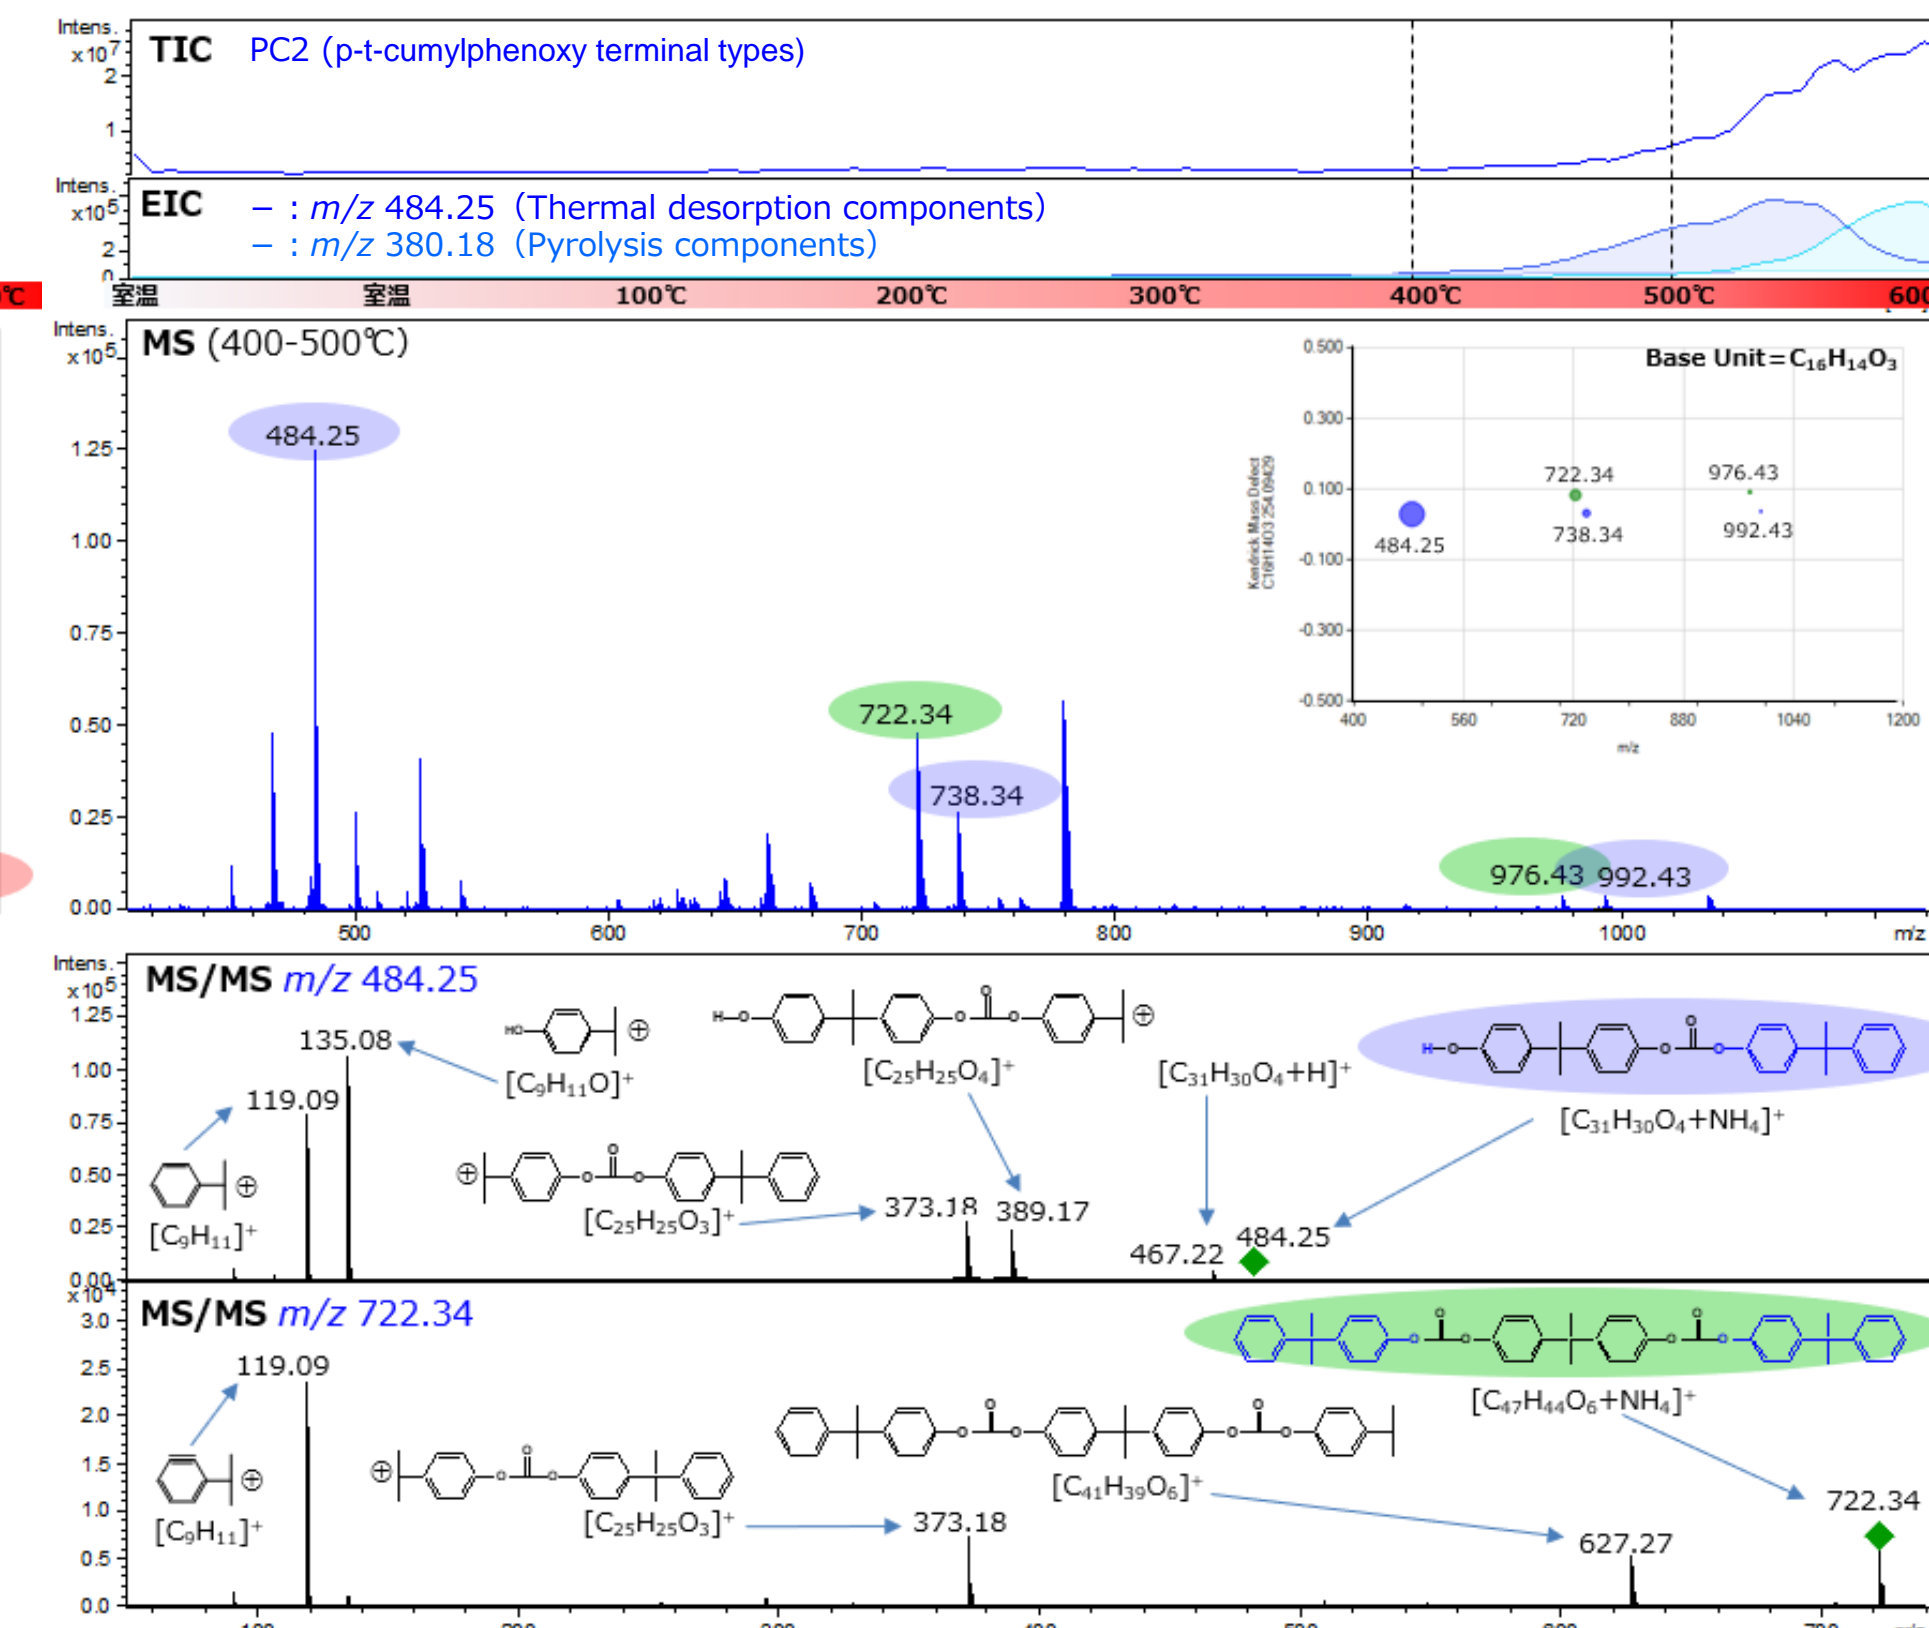 Intens.
x10⁷
TIC PC2 (p-t-cumylphenoxy terminal types)
2
1
Intens.
x10⁵
EIC – : m/z 484.25 (Thermal desorption components)
– : m/z 380.18 (Pyrolysis components)
2
0
℃ 室温 室温 100℃ 200℃ 300℃ 400℃ 500℃ 600
Intens.
x10⁵
MS (400-500℃)
1.25
1.00
0.75
0.50
0.25
0.00
484.25
722.34
738.34
976.43 992.43
500 600 700 800 900 1000 m/z
Base Unit=C₁₆H₁₄O₃
0.500
0.300
0.100
-0.100
-0.300
-0.500
Kendrick Mass Defect
C16H14O3 254.09429
722.34 976.43
484.25 738.34 992.43
400 560 720 880 1040 1200
m/z
Intens.
x10⁵
MS/MS m/z 484.25
1.25
1.00
0.75
0.50
0.25
0.00
135.08
HO
[C₉H₁₁O]⁺
119.09
[C₉H₁₁]⁺
H O O O O
[C₂₅H₂₅O₄]⁺
[C₃₁H₃₀O₄+H]⁺
H O O O O
[C₃₁H₃₀O₄+NH₄]⁺
O O O
[C₂₅H₂₅O₃]⁺
373.18 389.17
467.22 484.25
x10⁴
MS/MS m/z 722.34
3.0
2.5
2.0
1.5
1.0
0.5
0.0
119.09
[C₉H₁₁]⁺
O O O
[C₂₅H₂₅O₃]⁺
373.18
O O O O O O
[C₄₁H₃₉O₆]⁺
627.27
O O O O O O
[C₄₇H₄₄O₆+NH₄]⁺
722.34